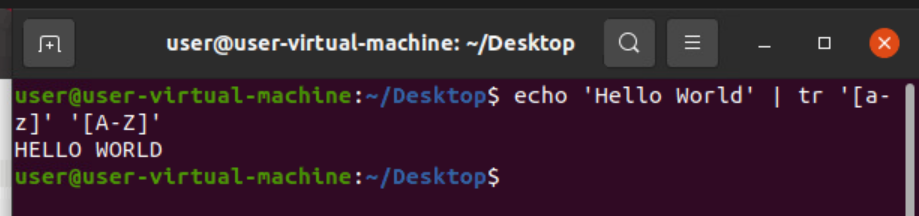 user@user-virtual-machine: ~/Desktop
user@user-virtual-machine:~/Desktop$ echo 'Hello World' | tr '[a-
z]' '[A-Z]'
HELLO WORLD
user@user-virtual-machine:~/Desktop$